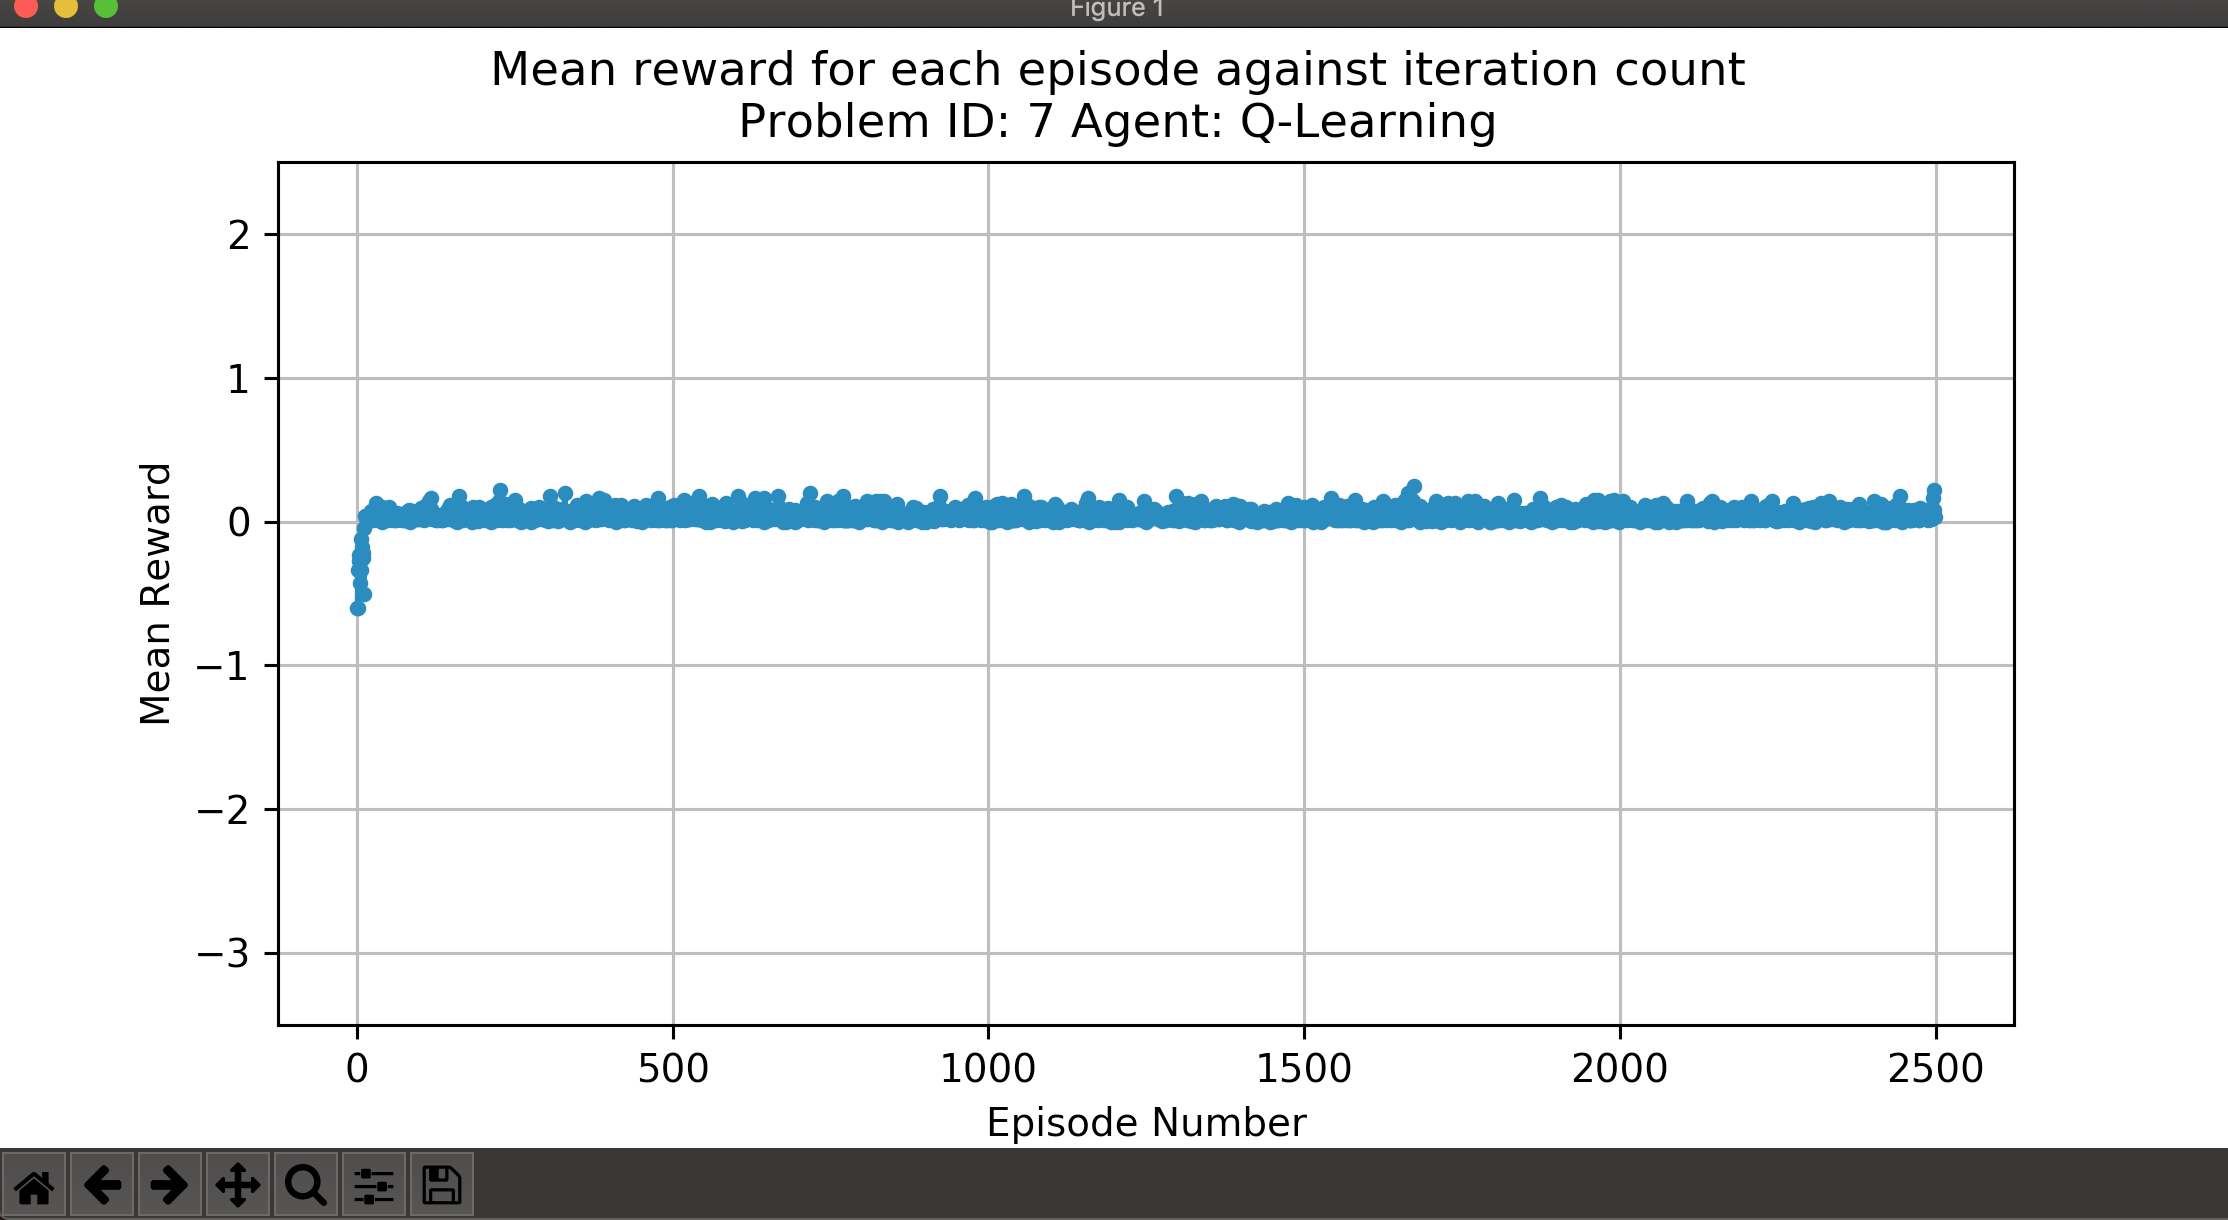 Figure 1
Mean reward for each episode against iteration count
Problem ID: 7 Agent: Q-Learning
2
1
0
−1
−2
−3
Mean Reward
0 500 1000 1500 2000 2500
Episode Number